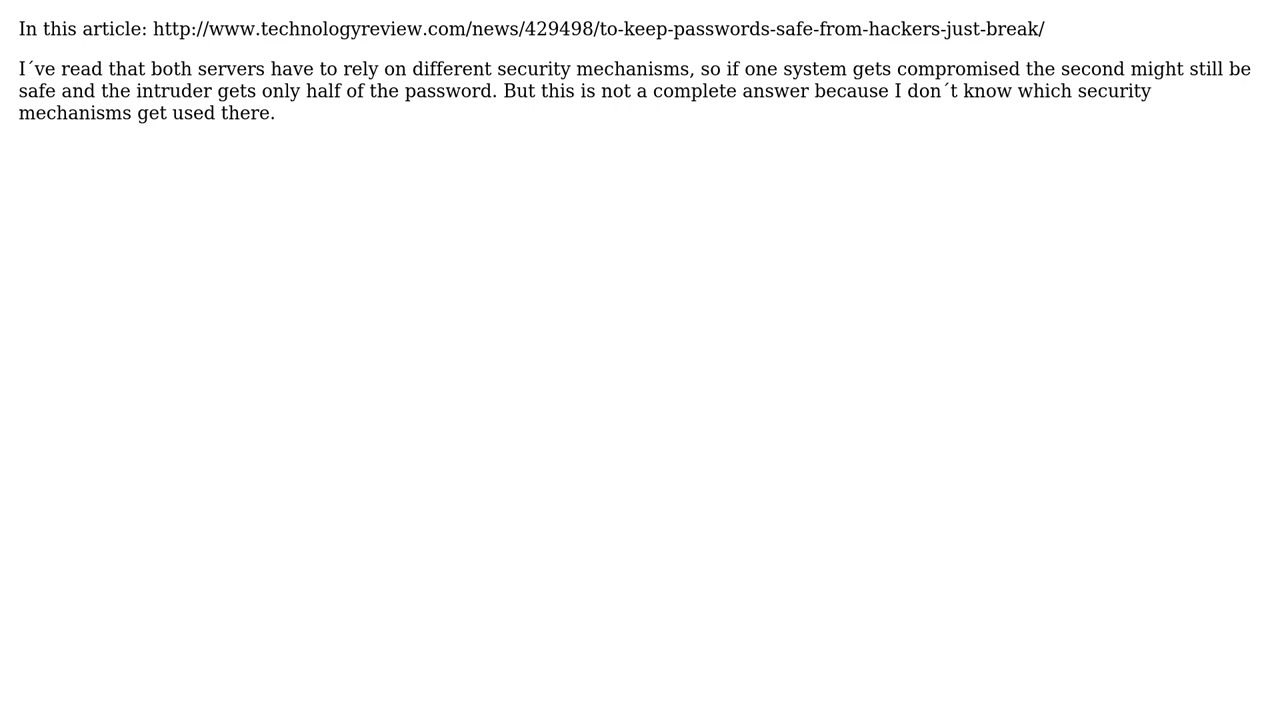 In this article: http://www.technologyreview.com/news/429498/to-keep-passwords-safe-from-hackers-just-break/
I´ve read that both servers have to rely on different security mechanisms, so if one system gets compromised the second might still be
safe and the intruder gets only half of the password. But this is not a complete answer because I don´t know which security
mechanisms get used there.